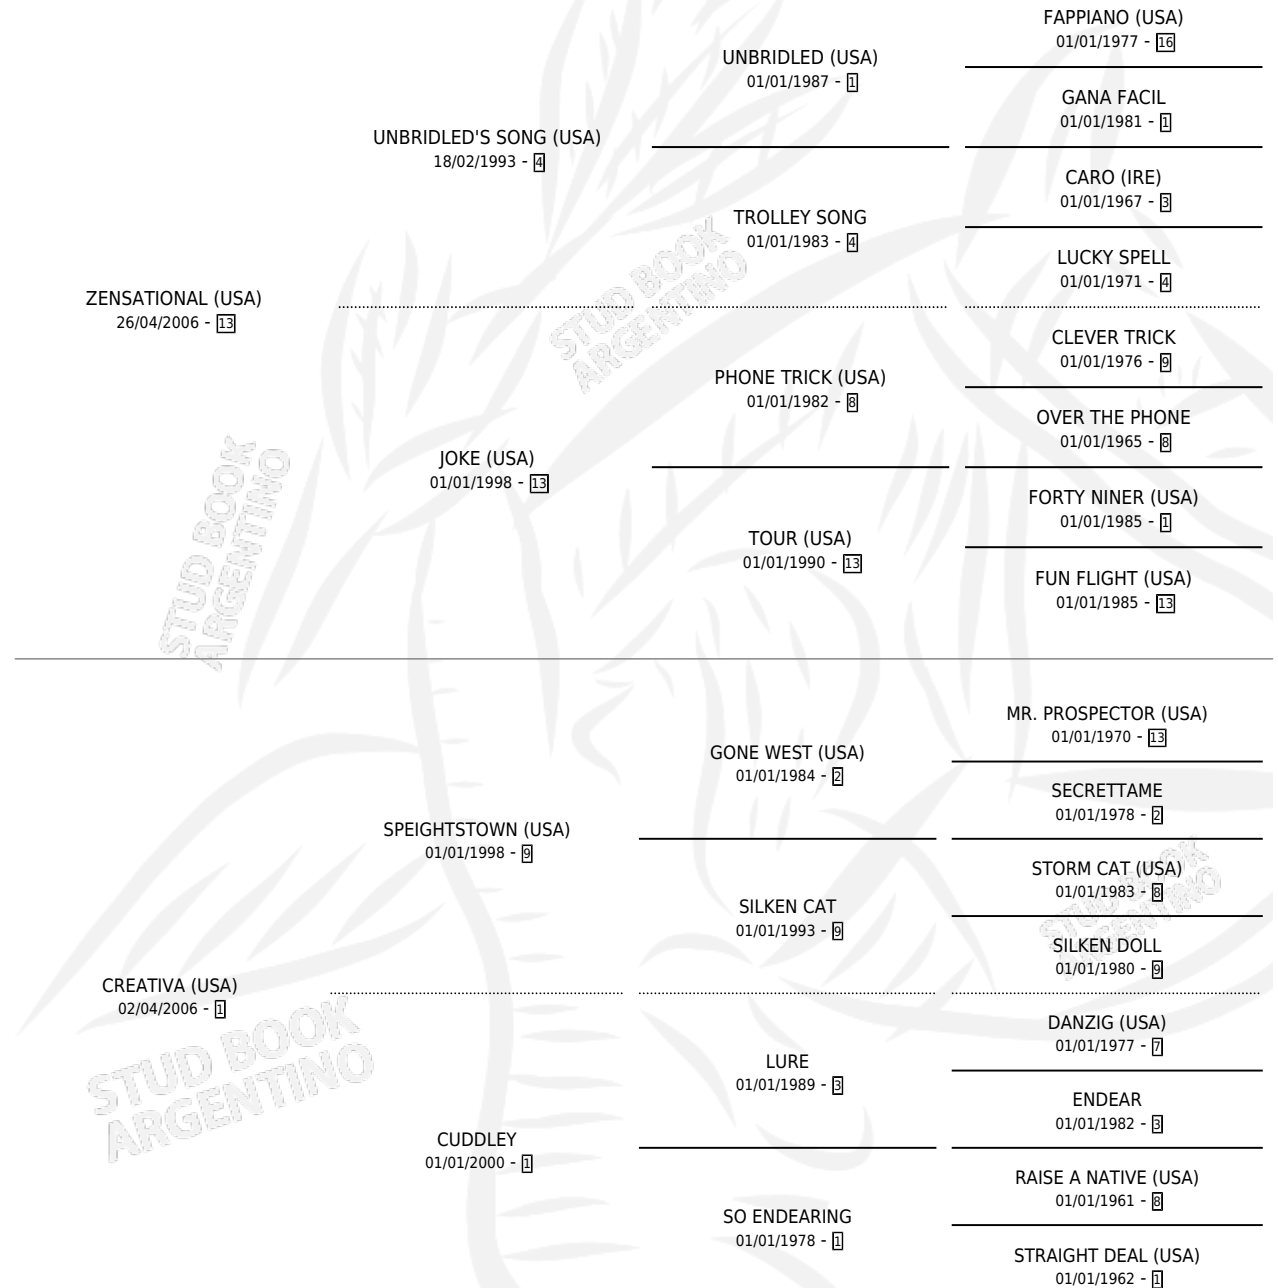 FAPPIANO (USA)
01/01/1977 - 16
UNBRIDLED (USA)
01/01/1987 - 1
GANA FACIL
01/01/1981 - 1
UNBRIDLED'S SONG (USA)
18/02/1993 - 4
CARO (IRE)
01/01/1967 - 3
TROLLEY SONG
01/01/1983 - 4
LUCKY SPELL
01/01/1971 - 4
STUD BOOK
ARGENTINO
ZENSATIONAL (USA)
26/04/2006 - 13
CLEVER TRICK
01/01/1976 - 9
PHONE TRICK (USA)
01/01/1982 - 8
OVER THE PHONE
01/01/1965 - 8
JOKE (USA)
01/01/1998 - 13
FORTY NINER (USA)
01/01/1985 - 1
TOUR (USA)
01/01/1990 - 13
FUN FLIGHT (USA)
01/01/1985 - 13
STUD BOOK
ARGENTINO
MR. PROSPECTOR (USA)
01/01/1970 - 13
GONE WEST (USA)
01/01/1984 - 2
SECRETTAME
01/01/1978 - 2
SPEIGHTSTOWN (USA)
01/01/1998 - 9
STORM CAT (USA)
01/01/1983 - 8
SILKEN CAT
01/01/1993 - 9
STUD BOOK
ARGENTINO
SILKEN DOLL
01/01/1980 - 9
CREATIVA (USA)
02/04/2006 - 1
STUD BOOK
ARGENTINO
DANZIG (USA)
01/01/1977 - 7
LURE
01/01/1989 - 3
ENDEAR
01/01/1982 - 3
CUDDLEY
01/01/2000 - 1
RAISE A NATIVE (USA)
01/01/1961 - 8
SO ENDEARING
01/01/1978 - 1
STRAIGHT DEAL (USA)
01/01/1962 - 1